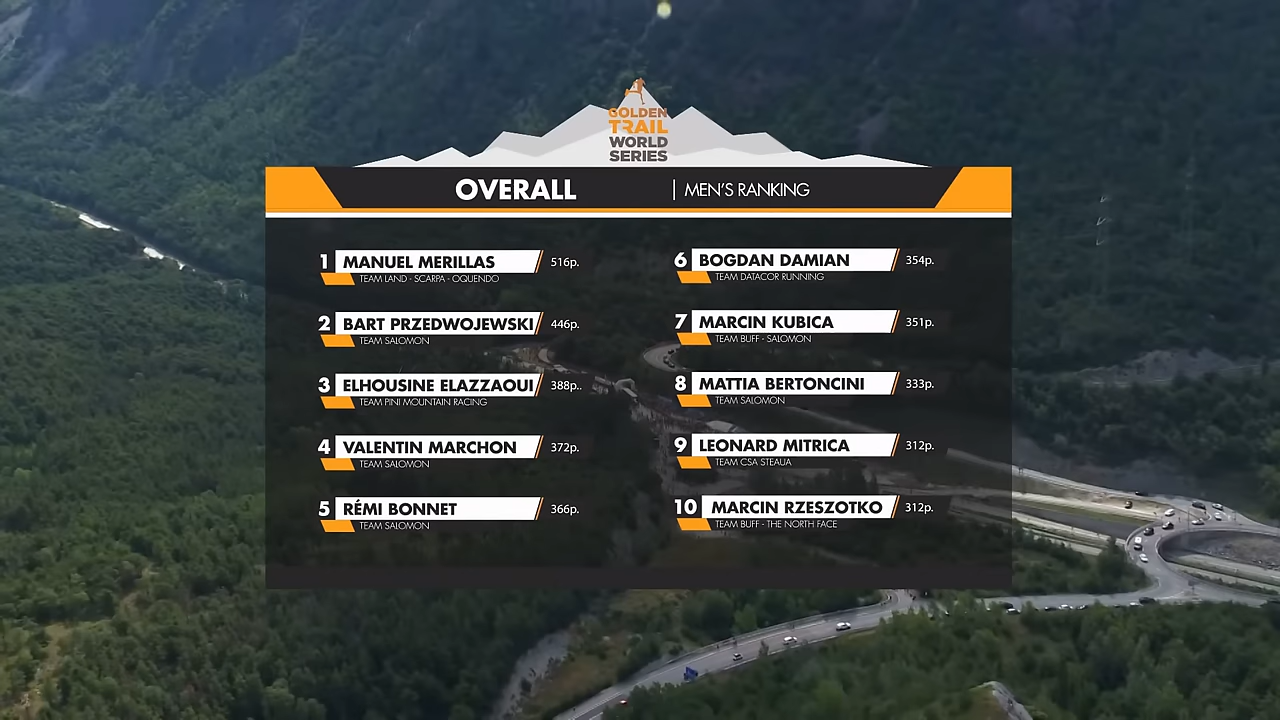 GOLDEN
TRAIL
WORLD
SERIES
OVERALL | MEN'S RANKING
1 MANUEL MERILLAS 516p.
TEAM LAND - SCARPA - OQUENDO
2 BART PRZEDWOJEWSKI 446p.
TEAM SALOMON
3 ELHOUSINE ELAZZAOUI 388p..
TEAM PINI MOUNTAIN RACING
4 VALENTIN MARCHON 372p.
TEAM SALOMON
5 RÉMI BONNET 366p.
TEAM SALOMON
6 BOGDAN DAMIAN 354p.
TEAM DATACOR RUNNING
7 MARCIN KUBICA 351p.
TEAM BUFF - SALOMON
8 MATTIA BERTONCINI 333p.
TEAM SALOMON
9 LEONARD MITRICA 312p.
TEAM CSA STEAUA
10 MARCIN RZESZOTKO 312p.
TEAM BUFF - THE NORTH FACE